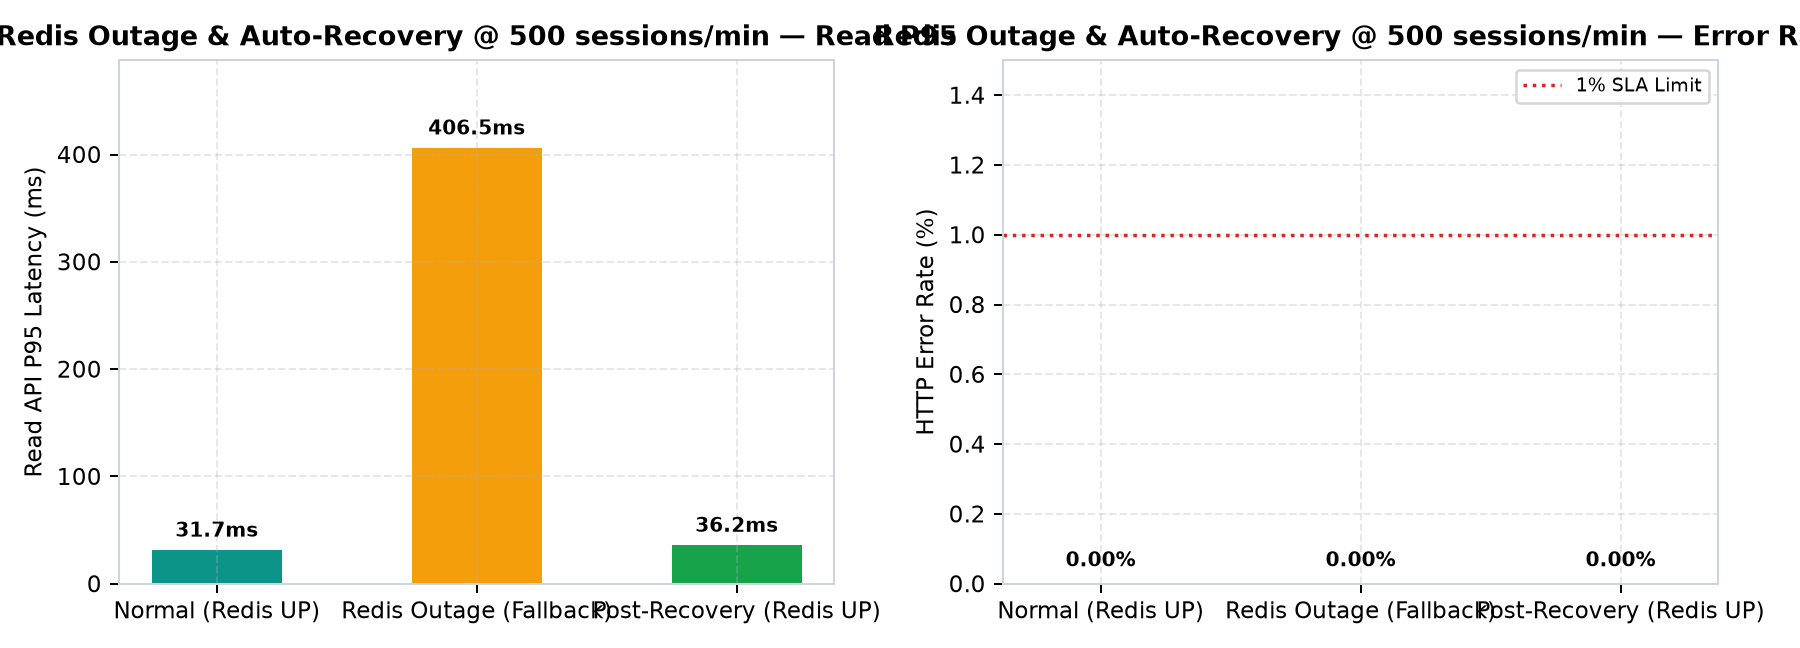 Redis Outage & Auto-Recovery @ 500 sessions/min — Read P95
406.5ms
31.7ms
36.2ms
Read API P95 Latency (ms)
400
300
200
100
0
Normal (Redis UP)
Redis Outage (Fallback)
Post-Recovery (Redis UP)
Redis Outage & Auto-Recovery @ 500 sessions/min — Error R
1% SLA Limit
HTTP Error Rate (%)
1.4
1.2
1.0
0.8
0.6
0.4
0.2
0.0
0.00%
0.00%
0.00%
Normal (Redis UP)
Redis Outage (Fallback)
Post-Recovery (Redis UP)